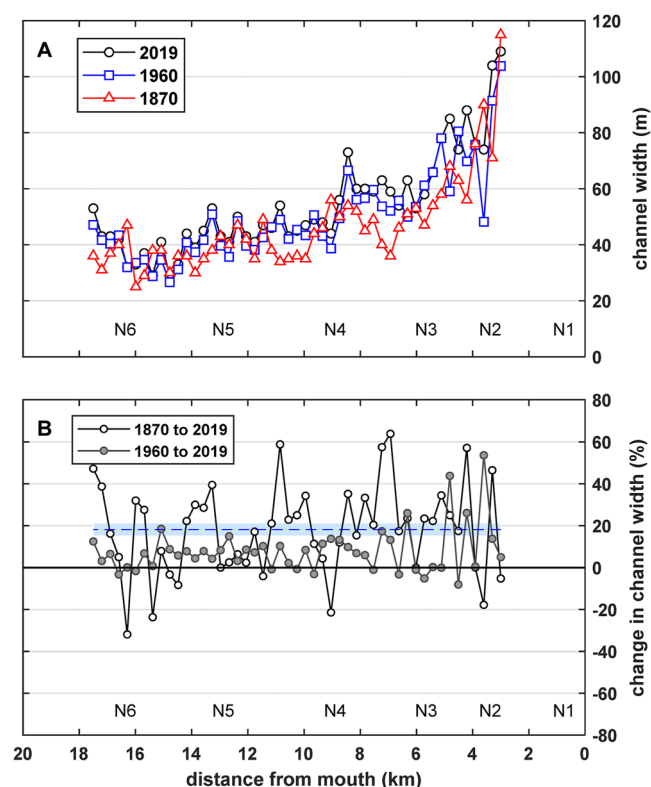 A
2019
1960
1870
120
100
80
60
40
20
0
channel width (m)
N6 N5 N4 N3 N2 N1
B
1870 to 2019
1960 to 2019
80
60
40
20
0
-20
-40
-60
-80
change in channel width (%)
N6 N5 N4 N3 N2 N1
20 18 16 14 12 10 8 6 4 2 0
distance from mouth (km)